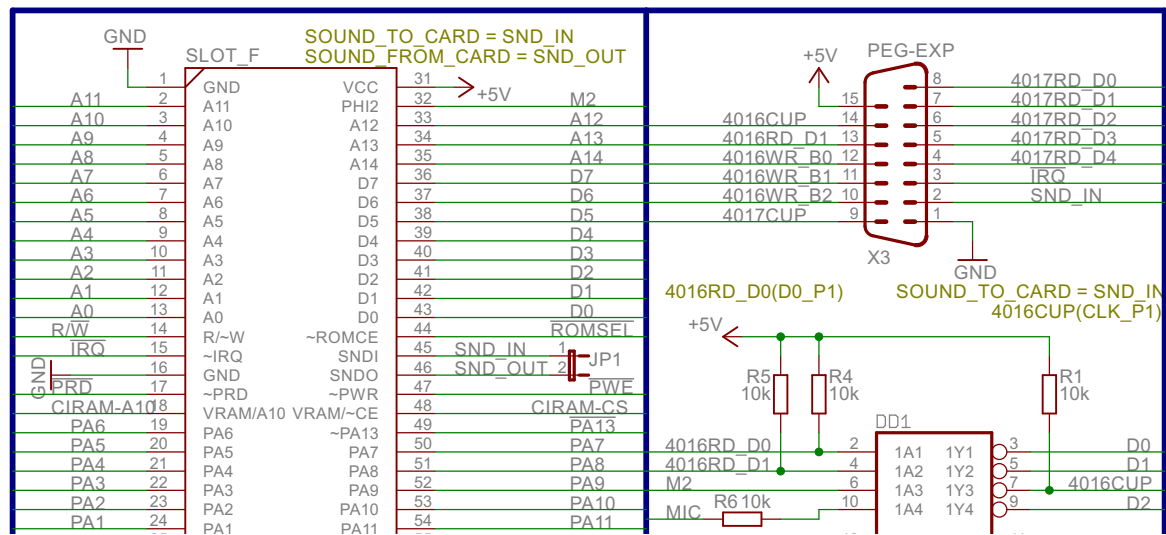 GND
SLOT_F
SOUND_TO_CARD = SND_IN
SOUND_FROM_CARD = SND_OUT
1 GND VCC 31 +5V
A11 2 A11 PHI2 32 M2
A10 3 A10 A12 33 A12
A9 4 A9 A13 34 A13
A8 5 A8 A14 35 A14
A7 6 A7 D7 36 D7
A6 7 A6 D6 37 D6
A5 8 A5 D5 38 D5
A4 9 A4 D4 39 D4
A3 10 A3 D3 40 D3
A2 11 A2 D2 41 D2
A1 12 A1 D1 42 D1
A0 13 A0 D0 43 D0
R/W 14 R/~W ~ROMCE 44 ROMSEL
IRQ 15 ~IRQ SNDI 45 SND_IN 1 JP1
GND 16 GND SNDO 46 SND_OUT 2
PRD 17 ~PRD ~PWR 47 PWE
CIRAM-A10 18 VRAM/A10 VRAM/~CE 48 CIRAM-CS
PA6 19 PA6 ~PA13 49 PA13
PA5 20 PA5 PA7 50 PA7
PA4 21 PA4 PA8 51 PA8
PA3 22 PA3 PA9 52 PA9
PA2 23 PA2 PA10 53 PA10
PA1 24 PA1 PA11 54 PA11
PEG-EXP
+5V
8 4017RD_D0
15 7 4017RD_D1
4016CUP 14 6 4017RD_D2
4016RD_D1 13 5 4017RD_D3
4016WR_B0 12 4 4017RD_D4
4016WR_B1 11 3 IRQ
4016WR_B2 10 2 SND_IN
4017CUP 9 1
X3
GND
4016RD_D0(D0_P1)
SOUND_TO_CARD = SND_IN
4016CUP(CLK_P1)
+5V
R5 10k
R4 10k
R1 10k
DD1
4016RD_D0 2 1A1 1Y1 3 D0
4016RD_D1 4 1A2 1Y2 5 D1
M2 6 1A3 1Y3 7 4016CUP
MIC R6 10k 10 1A4 1Y4 9 D2